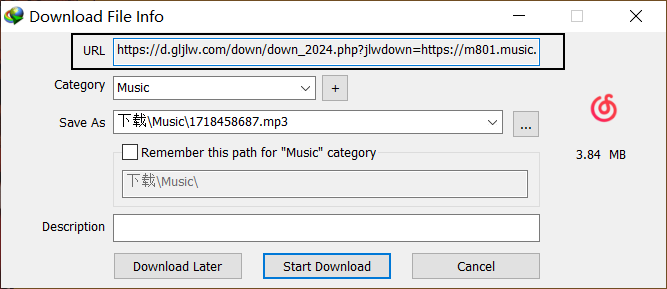 Download File Info
URL
https://d.gljlw.com/down/down_2024.php?jlwdown=https://m801.music.
Category
Music
+
Save As
下载\Music\1718458687.mp3
...
3.84 MB
Remember this path for "Music" category
下载\Music\
Description
Download Later
Start Download
Cancel